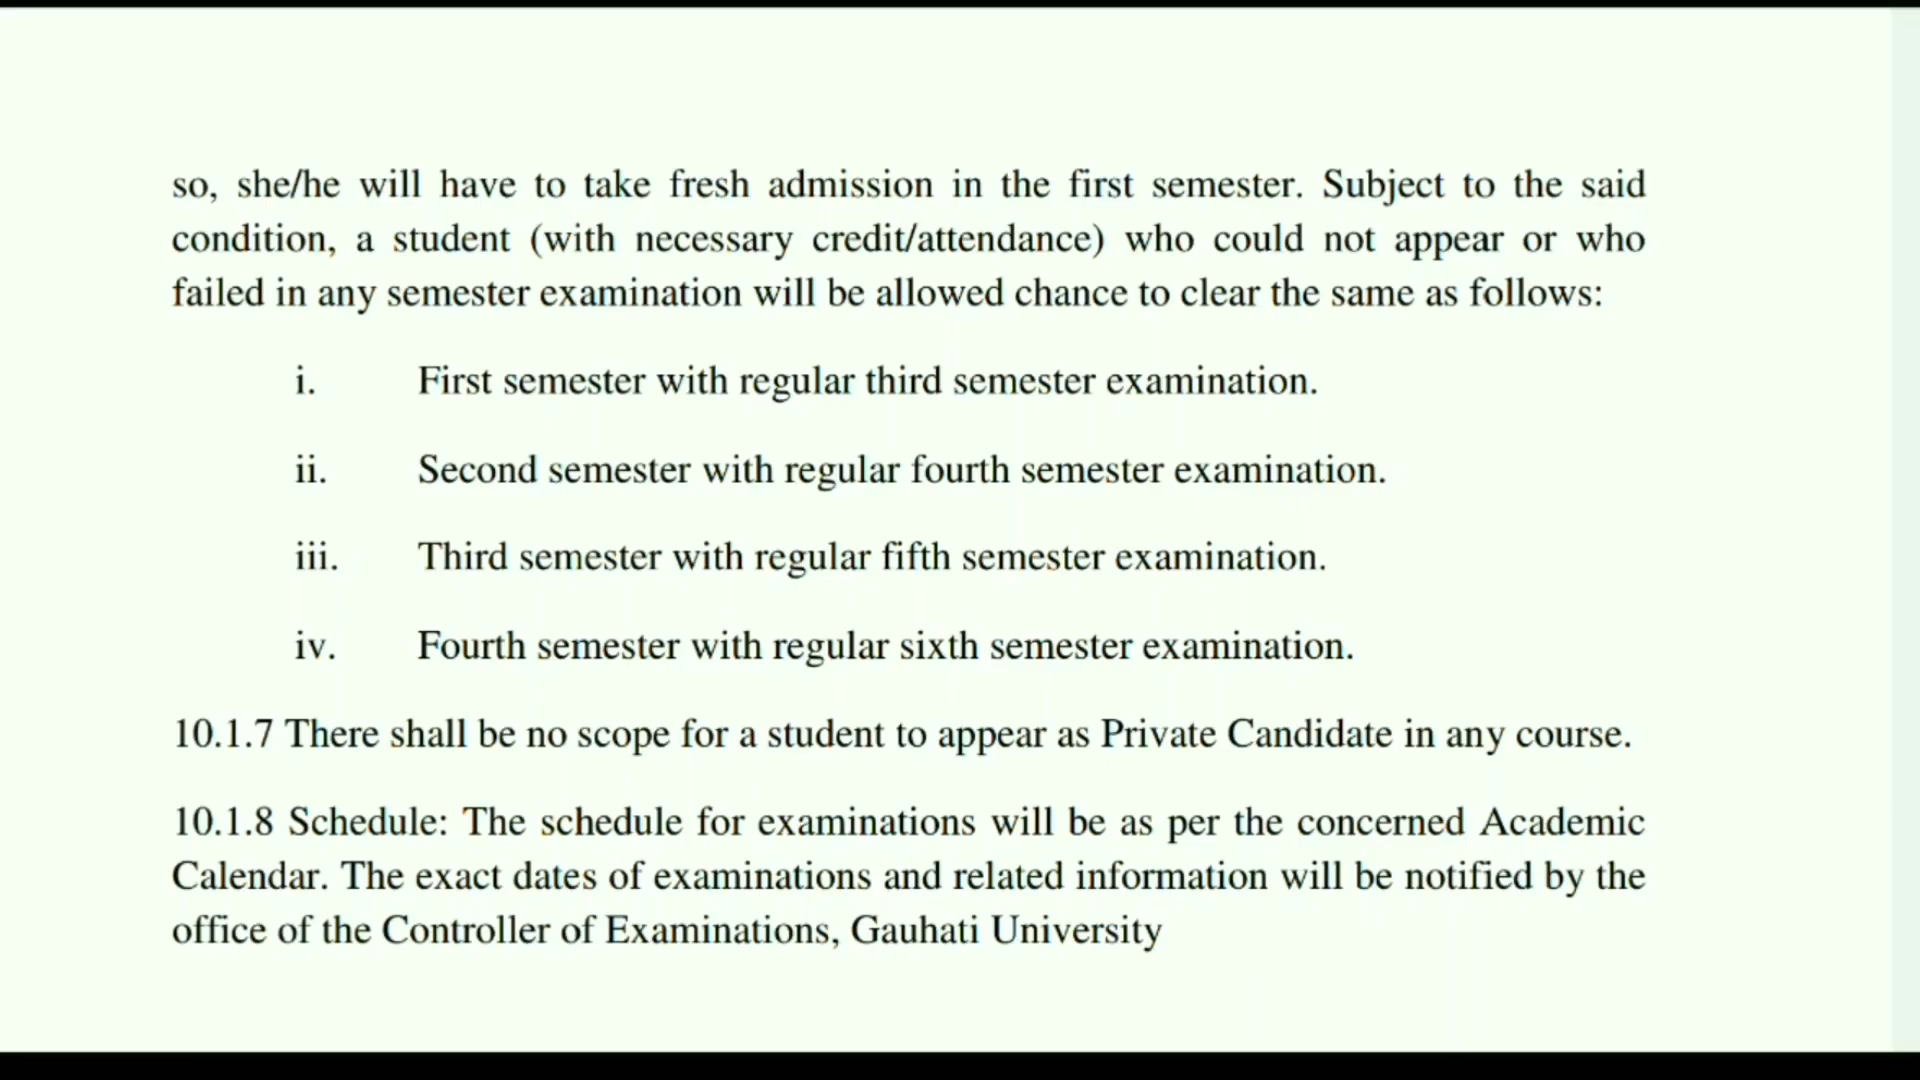 so, she/he will have to take fresh admission in the first semester. Subject to the said
condition, a student (with necessary credit/attendance) who could not appear or who
failed in any semester examination will be allowed chance to clear the same as follows:
i. First semester with regular third semester examination.
ii. Second semester with regular fourth semester examination.
iii. Third semester with regular fifth semester examination.
iv. Fourth semester with regular sixth semester examination.
10.1.7 There shall be no scope for a student to appear as Private Candidate in any course.
10.1.8 Schedule: The schedule for examinations will be as per the concerned Academic
Calendar. The exact dates of examinations and related information will be notified by the
office of the Controller of Examinations, Gauhati University